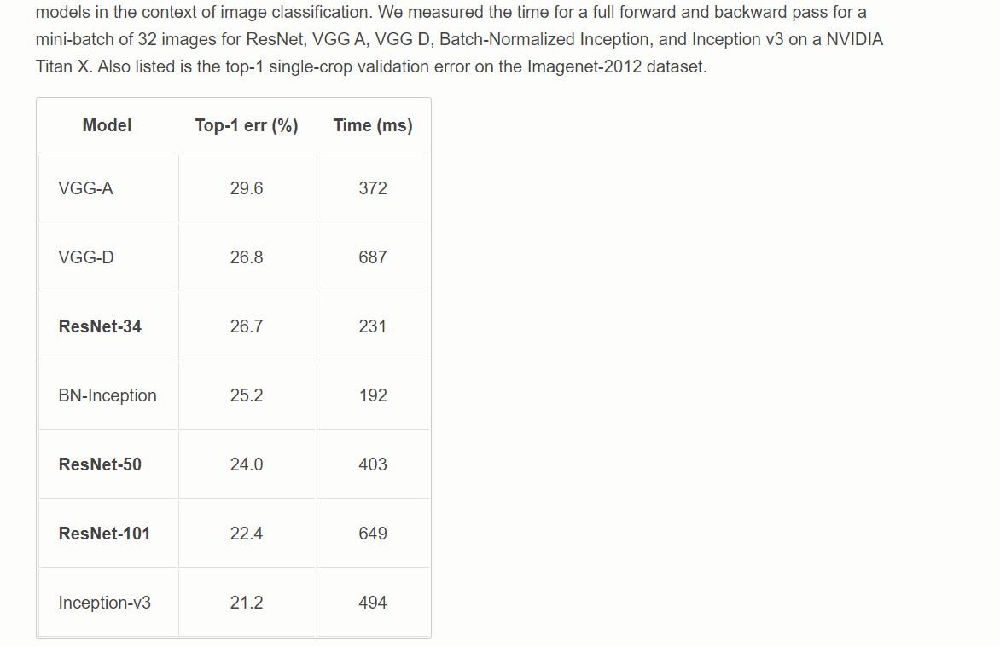 models in the context of image classification. We measured the time for a full forward and backward pass for a
mini-batch of 32 images for ResNet, VGG A, VGG D, Batch-Normalized Inception, and Inception v3 on a NVIDIA
Titan X. Also listed is the top-1 single-crop validation error on the Imagenet-2012 dataset.
Model Top-1 err (%) Time (ms)
VGG-A 29.6 372
VGG-D 26.8 687
ResNet-34 26.7 231
BN-Inception 25.2 192
ResNet-50 24.0 403
ResNet-101 22.4 649
Inception-v3 21.2 494